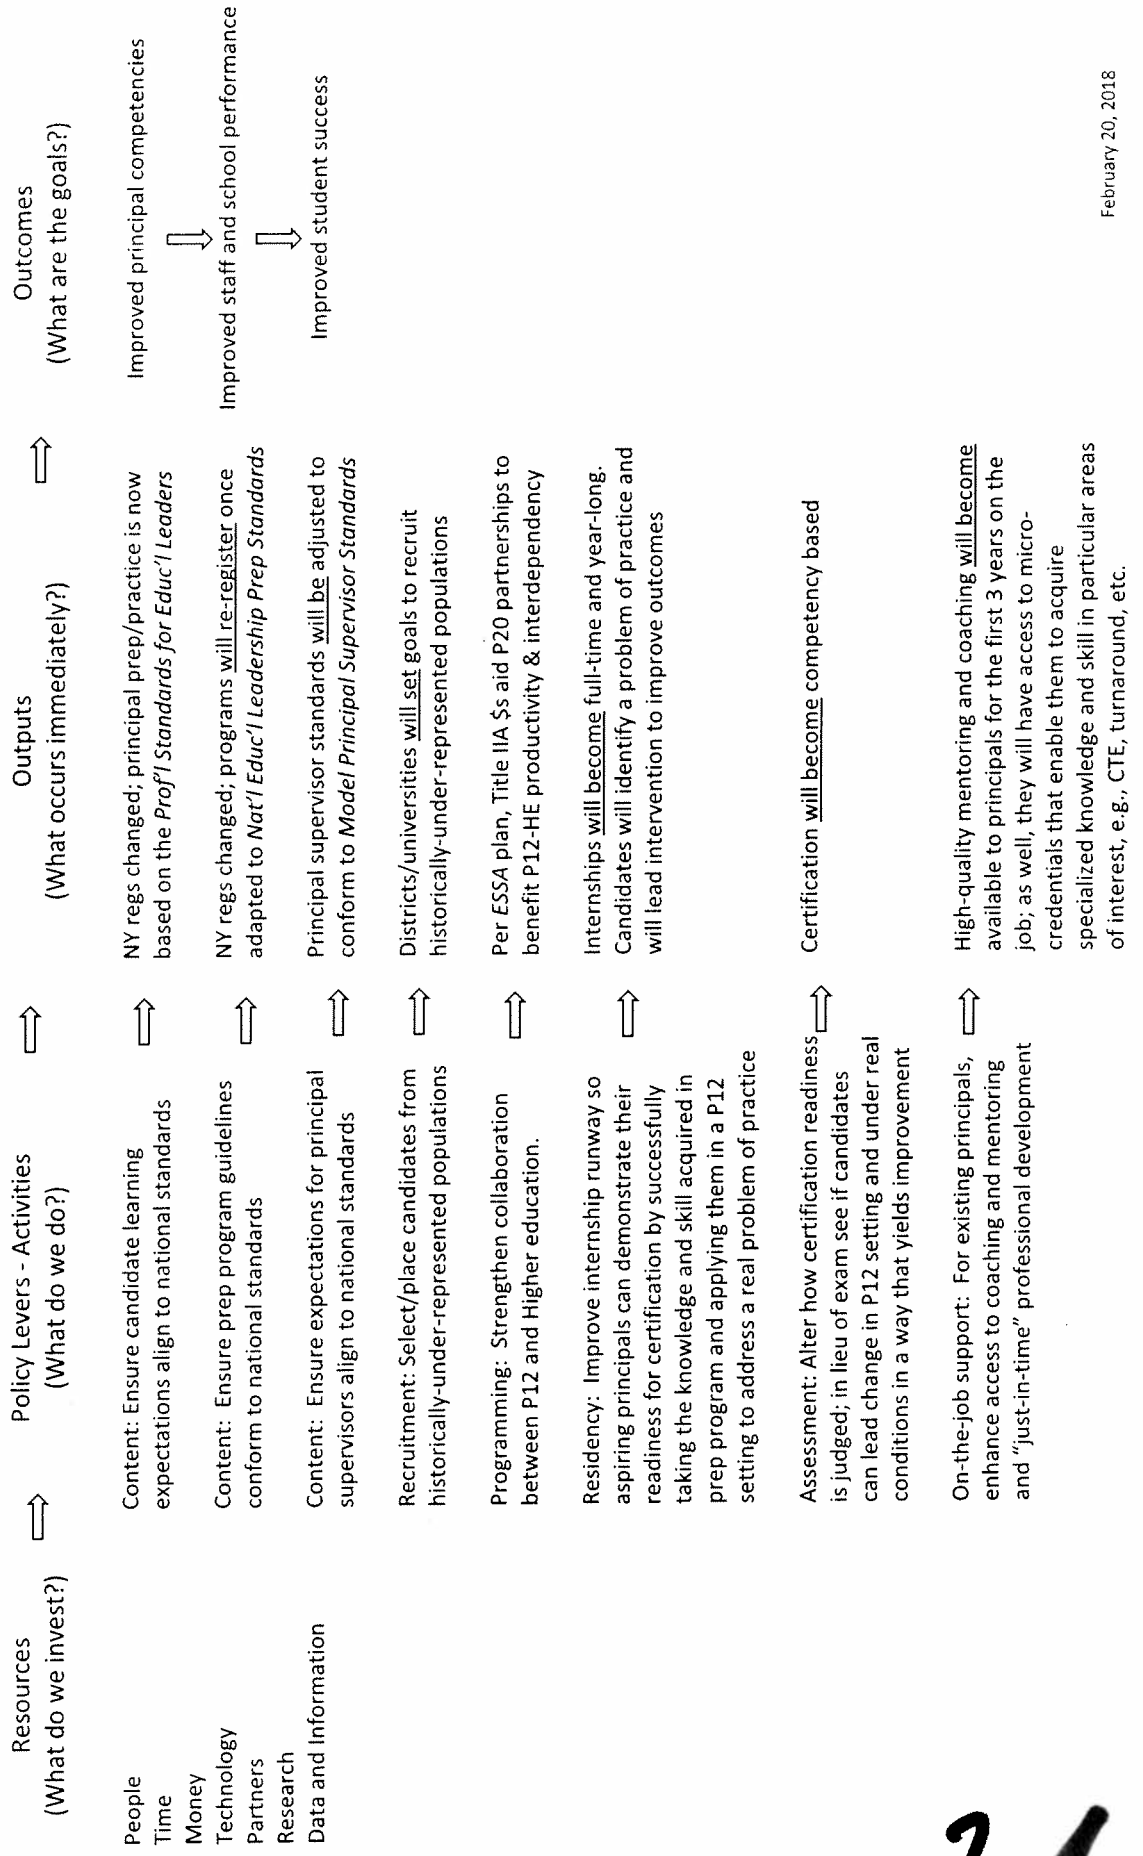 Resources
(What do we invest?)
People
Time
Money
Technology
Partners
Research
Data and Information
Policy Levers - Activities
(What do we do?)
Content: Ensure candidate learning
expectations align to national standards
Content: Ensure prep program guidelines
conform to national standards
Content: Ensure expectations for principal
supervisors align to national standards
Recruitment: Select/place candidates from
historically-under-represented populations
Programming: Strengthen collaboration
between P12 and Higher education.
Residency: Improve internship runway so
aspiring principals can demonstrate their
readiness for certification by successfully
taking the knowledge and skill acquired in
prep program and applying them in a P12
setting to address a real problem of practice
Assessment: Alter how certification readiness
is judged; in lieu of exam see if candidates
can lead change in P12 setting and under real
conditions in a way that yields improvement
On-the-job support: For existing principals,
enhance access to coaching and mentoring
and “just-in-time” professional development
Outputs
(What occurs immediately?)
NY regs changed; principal prep/practice is now
based on the Prof’l Standards for Educ’l Leaders
NY regs changed; programs will re-register once
adapted to Nat’l Educ’l Leadership Prep Standards
Principal supervisor standards will be adjusted to
conform to Model Principal Supervisor Standards
Districts/universities will set goals to recruit
historically-under-represented populations
Per ESSA plan, Title IIA $s aid P20 partnerships to
benefit P12-HE productivity & interdependency
Internships will become full-time and year-long.
Candidates will identify a problem of practice and
will lead intervention to improve outcomes
Certification will become competency based
High-quality mentoring and coaching will become
available to principals for the first 3 years on the
job; as well, they will have access to micro-
credentials that enable them to acquire
specialized knowledge and skill in particular areas
of interest, e.g., CTE, turnaround, etc.
Outcomes
(What are the goals?)
Improved principal competencies
Improved staff and school performance
Improved student success
February 20, 2018